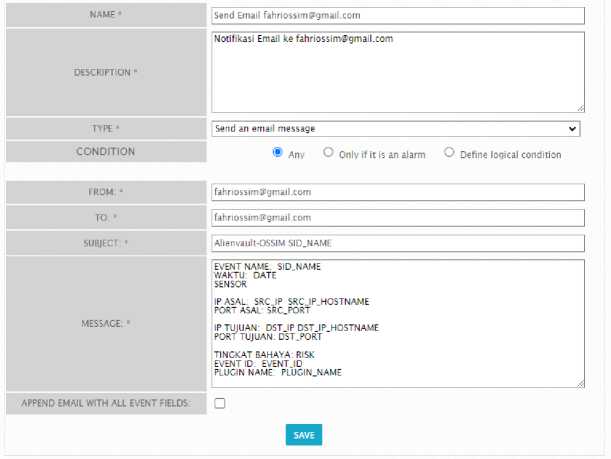 NAME * Send Email fahriossim@gmail.com
DESCRIPTION * Notifikasi Email ke fahriossim@gmail.com
TYPE * Send an email message
CONDITION Any Only if it is an alarm Define logical condition
FROM: * fahriossim@gmail.com
TO: * fahriossim@gmail.com
SUBJECT: * Alienvault-OSSIM SID_NAME
MESSAGE: *
EVENT NAME: SID_NAME
WAKTU: DATE
SENSOR
IP ASAL: SRC_IP SRC_IP_HOSTNAME
PORT ASAL: SRC_PORT
IP TUJUAN: DST_IP DST_IP_HOSTNAME
PORT TUJUAN: DST_PORT
TINGKAT BAHAYA: RISK
EVENT ID: EVENT_ID
PLUGIN NAME: PLUGIN_NAME
APPEND EMAIL WITH ALL EVENT FIELDS:
SAVE